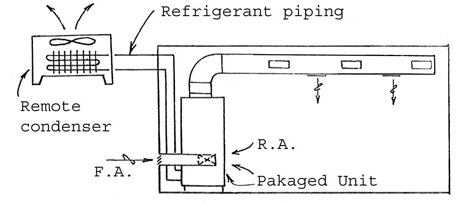 Refrigerant piping
Remote
condenser
R.A.
F.A.
Pakaged Unit